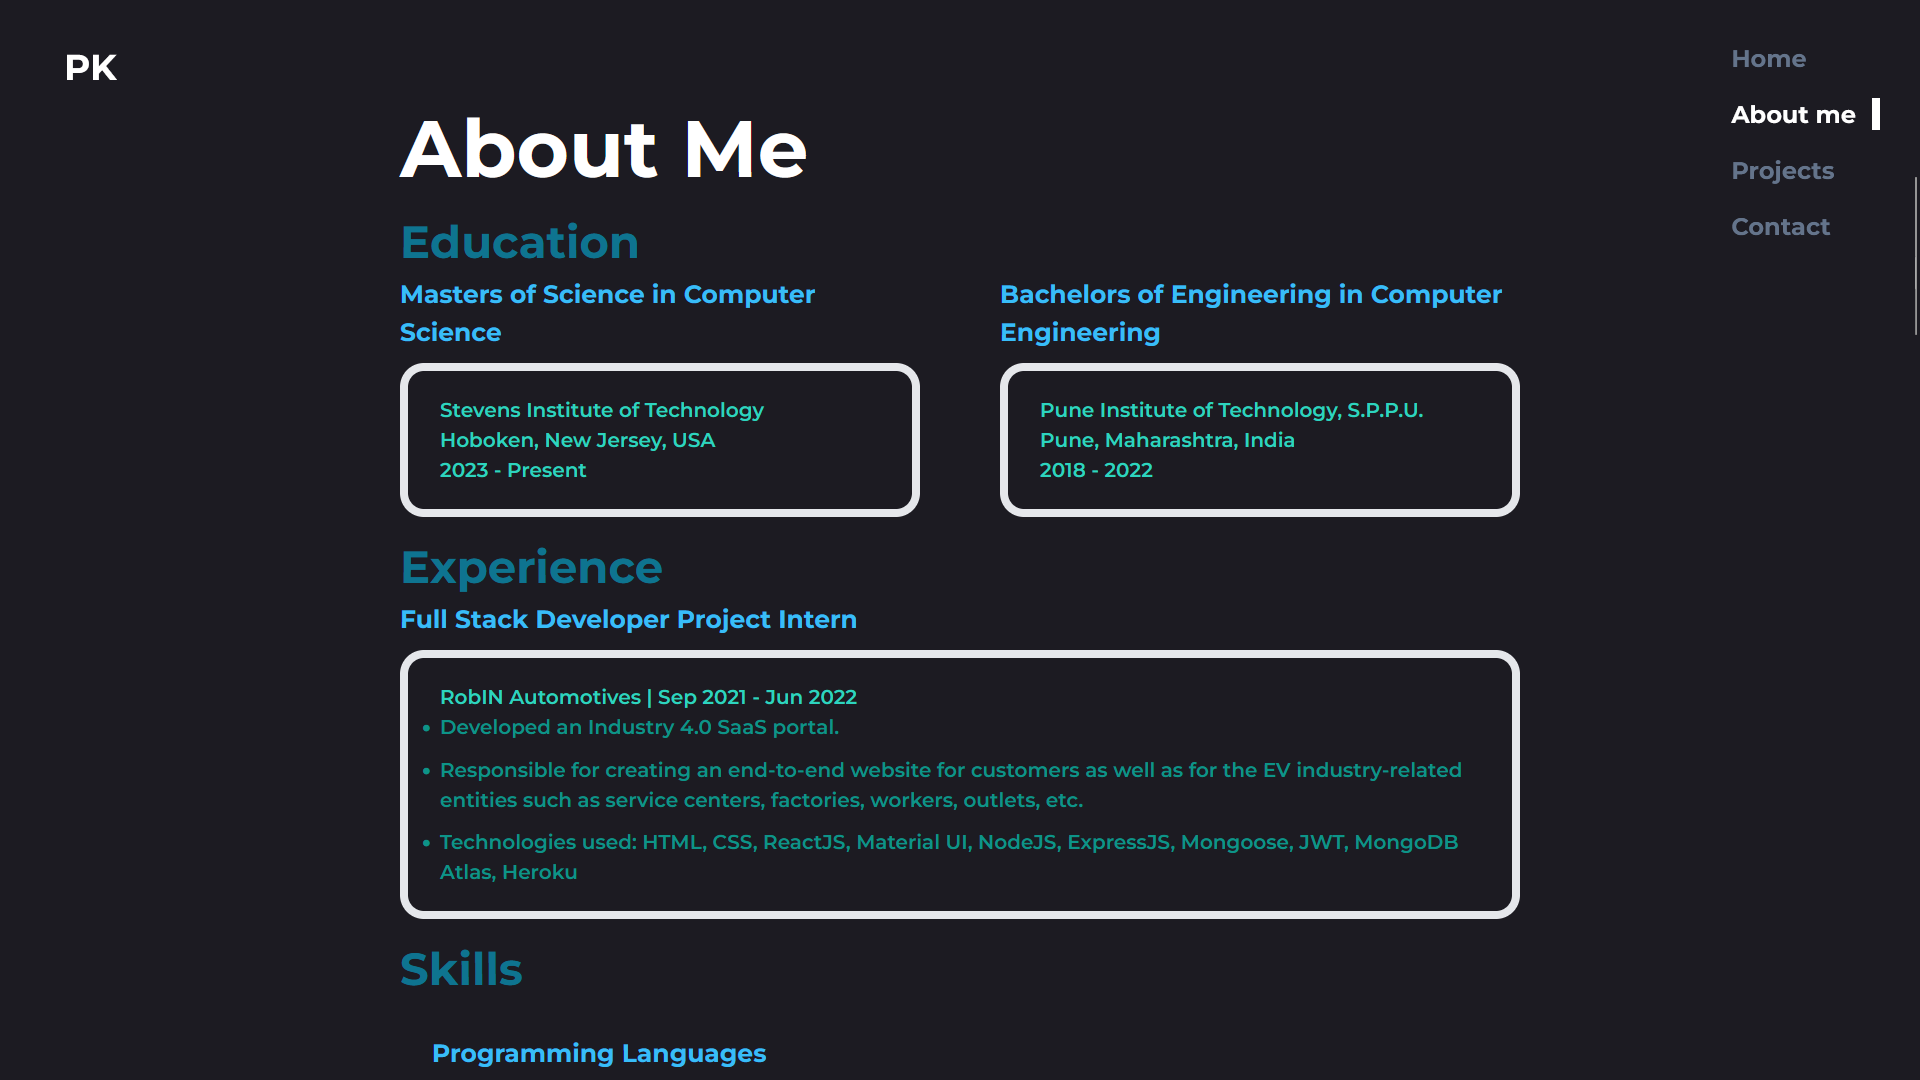 PK
Home
About me
Projects
Contact
About Me
Education
Masters of Science in Computer
Science
Stevens Institute of Technology
Hoboken, New Jersey, USA
2023 - Present
Bachelors of Engineering in Computer
Engineering
Pune Institute of Technology, S.P.P.U.
Pune, Maharashtra, India
2018 - 2022
Experience
Full Stack Developer Project Intern
RobIN Automotives | Sep 2021 - Jun 2022
• Developed an Industry 4.0 SaaS portal.
• Responsible for creating an end-to-end website for customers as well as for the EV industry-related
entities such as service centers, factories, workers, outlets, etc.
• Technologies used: HTML, CSS, ReactJS, Material UI, NodeJS, ExpressJS, Mongoose, JWT, MongoDB
Atlas, Heroku
Skills
Programming Languages